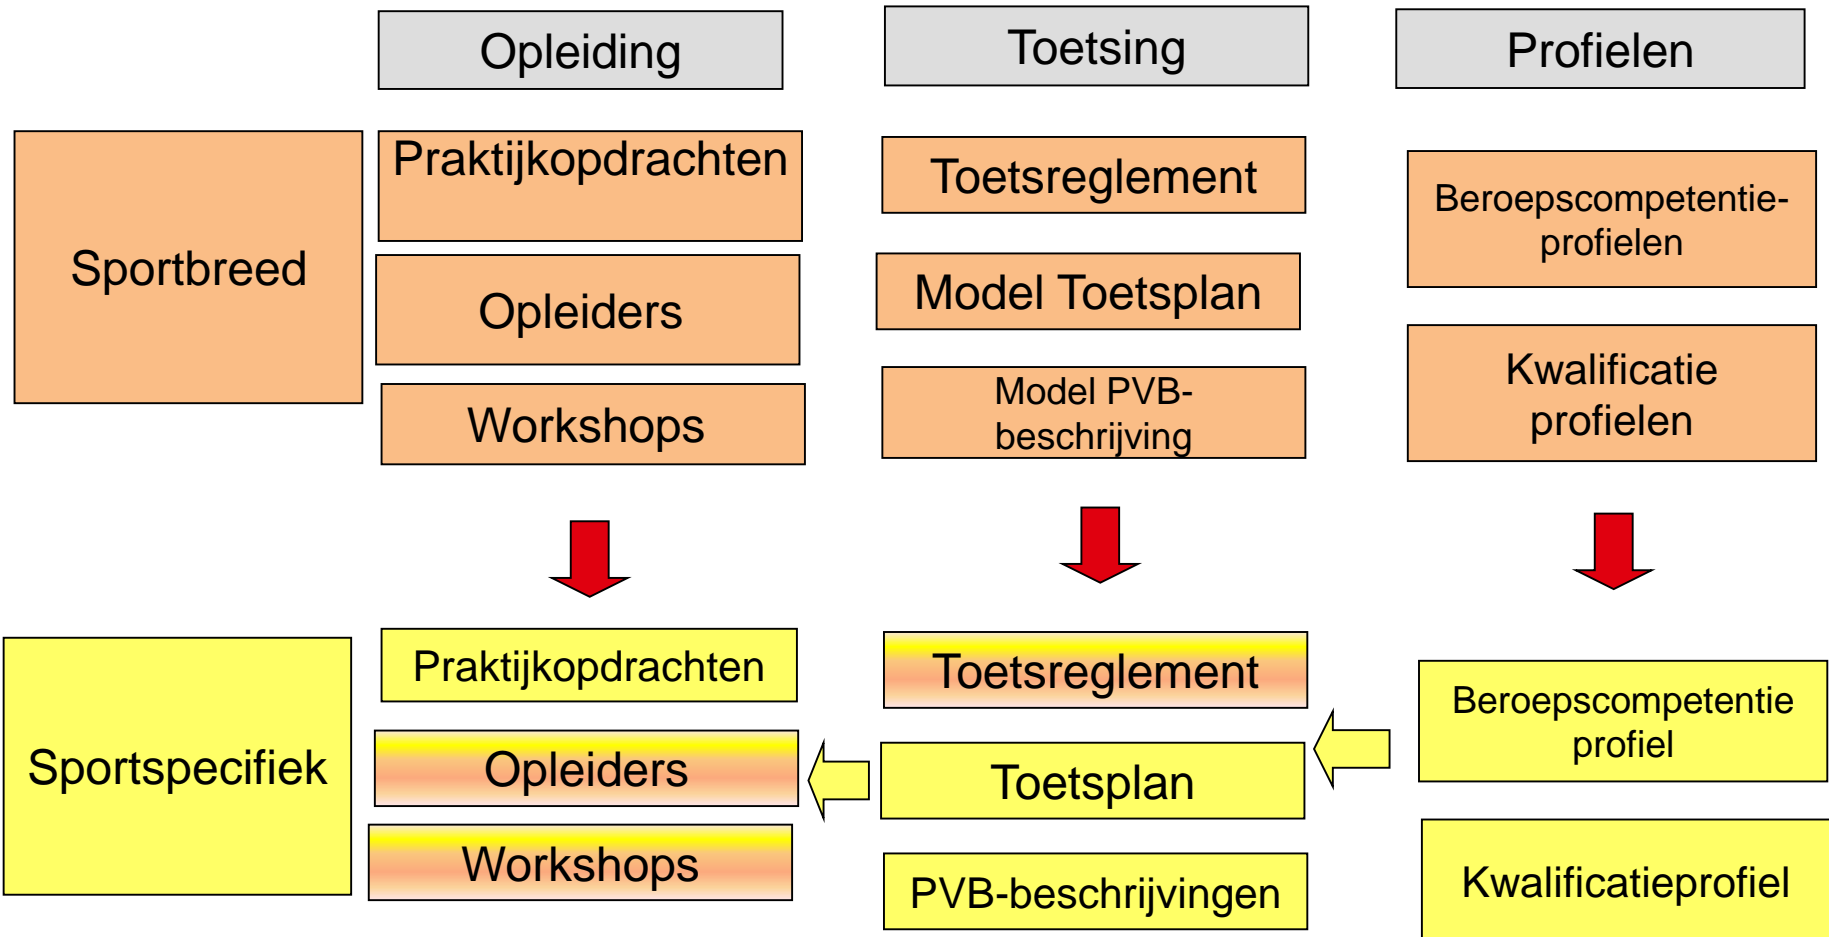 Opleiding
Toetsing
Profielen
Sportbreed
Praktijkopdrachten
Opleiders
Workshops
Toetsreglement
Model Toetsplan
Model PVB-
beschrijving
Beroepscompetentie-
profielen
Kwalificatie
profielen
Sportspecifiek
Praktijkopdrachten
Opleiders
Workshops
Toetsreglement
Toetsplan
PVB-beschrijvingen
Beroepscompetentie
profiel
Kwalificatieprofiel